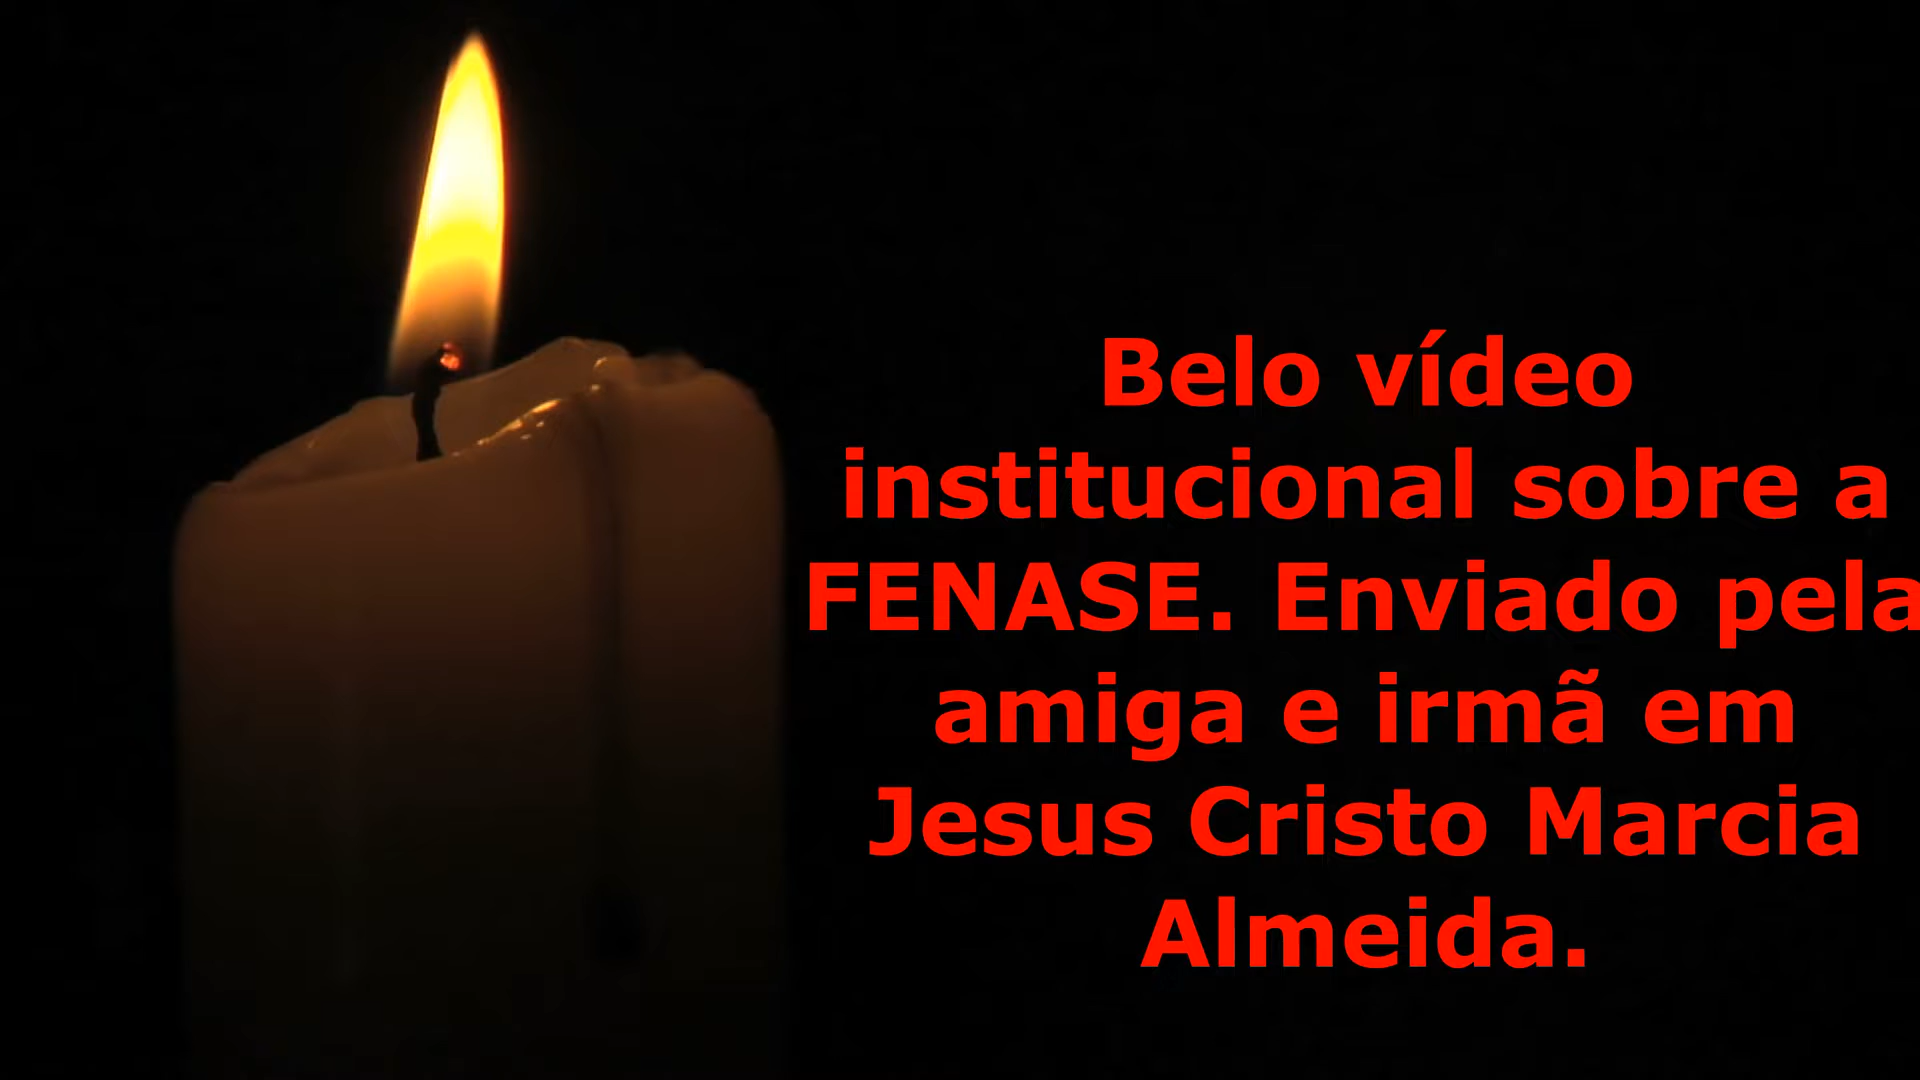 Belo vídeo
institucional sobre a
FENASE. Enviado pela
amiga e irmã em
Jesus Cristo Marcia
Almeida.